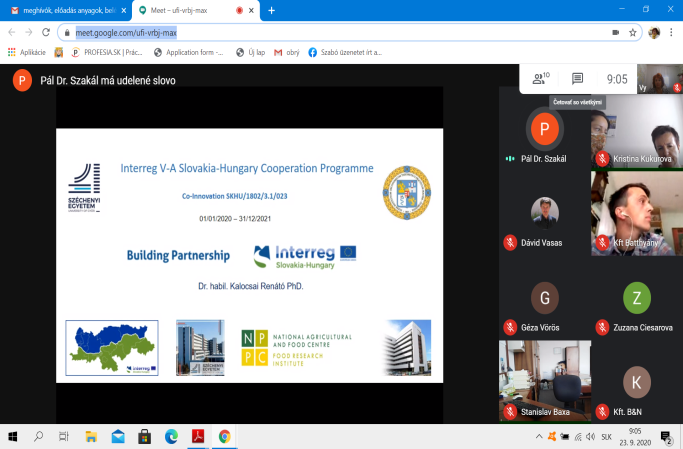 meghívók, előadás anyagok, bel
Meet – ufi-vrbj-max
meet.google.com/ufi-vrbj-max
Aplikácie
PROFESIA.SK | Prác...
Application form -...
Új lap
M obrý
Szabó üzenetet írt a...
P
Pál Dr. Szakál má udelené slovo
10
9:05
Vy
Četovať so všetkými
Interreg V-A Slovakia-Hungary Cooperation Programme
SZÉCHENYI
EGYETEM
Co-Innovation SKHU/1802/3.1/023
01/01/2020 – 31/12/2021
Building Partnership
Interreg
Slovakia-Hungary
Dr. habil. Kalocsai Renátó PhD.
NPPC
NATIONAL AGRICULTURAL
AND FOOD CENTRE
FOOD RESEARCH
INSTITUTE
P
Pál Dr. Szakál
Kristina Kukurova
Dávid Vasas
Kft Batthyány
G
Géza Vörös
Z
Zuzana Ciesarova
Stanislav Baxa
K
Kft. B&N
SLK
9:05
23. 9. 2020
2